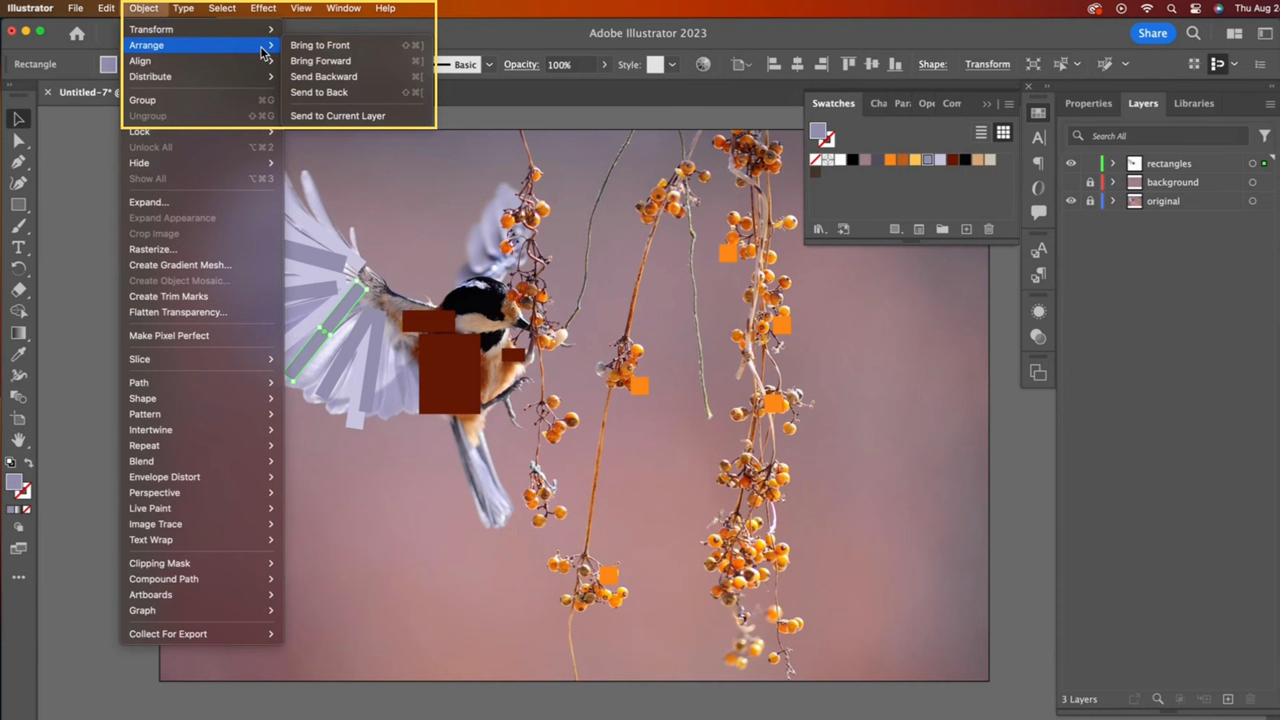 Illustrator File Edit Object Type Select Effect View Window Help Thu Aug 2
Adobe Illustrator 2023 Share
Rectangle Basic Opacity: 100% Style: Shape: Transform
Untitled-7*
Transform
Arrange
Align
Distribute
Group ⌘G
Ungroup ⇧⌘G
Lock
Unlock All ⌥⌘2
Hide
Show All ⌥⌘3
Expand...
Expand Appearance
Crop Image
Rasterize...
Create Gradient Mesh...
Create Object Mosaic...
Create Trim Marks
Flatten Transparency...
Make Pixel Perfect
Slice
Path
Shape
Pattern
Intertwine
Repeat
Blend
Envelope Distort
Perspective
Live Paint
Image Trace
Text Wrap
Clipping Mask
Compound Path
Artboards
Graph
Collect For Export
Bring to Front ⇧⌘]
Bring Forward ⌘]
Send Backward ⌘[
Send to Back ⇧⌘[
Send to Current Layer
Swatches Cha Par Ope Com
Properties Layers Libraries
Search All
rectangles
background
original
3 Layers